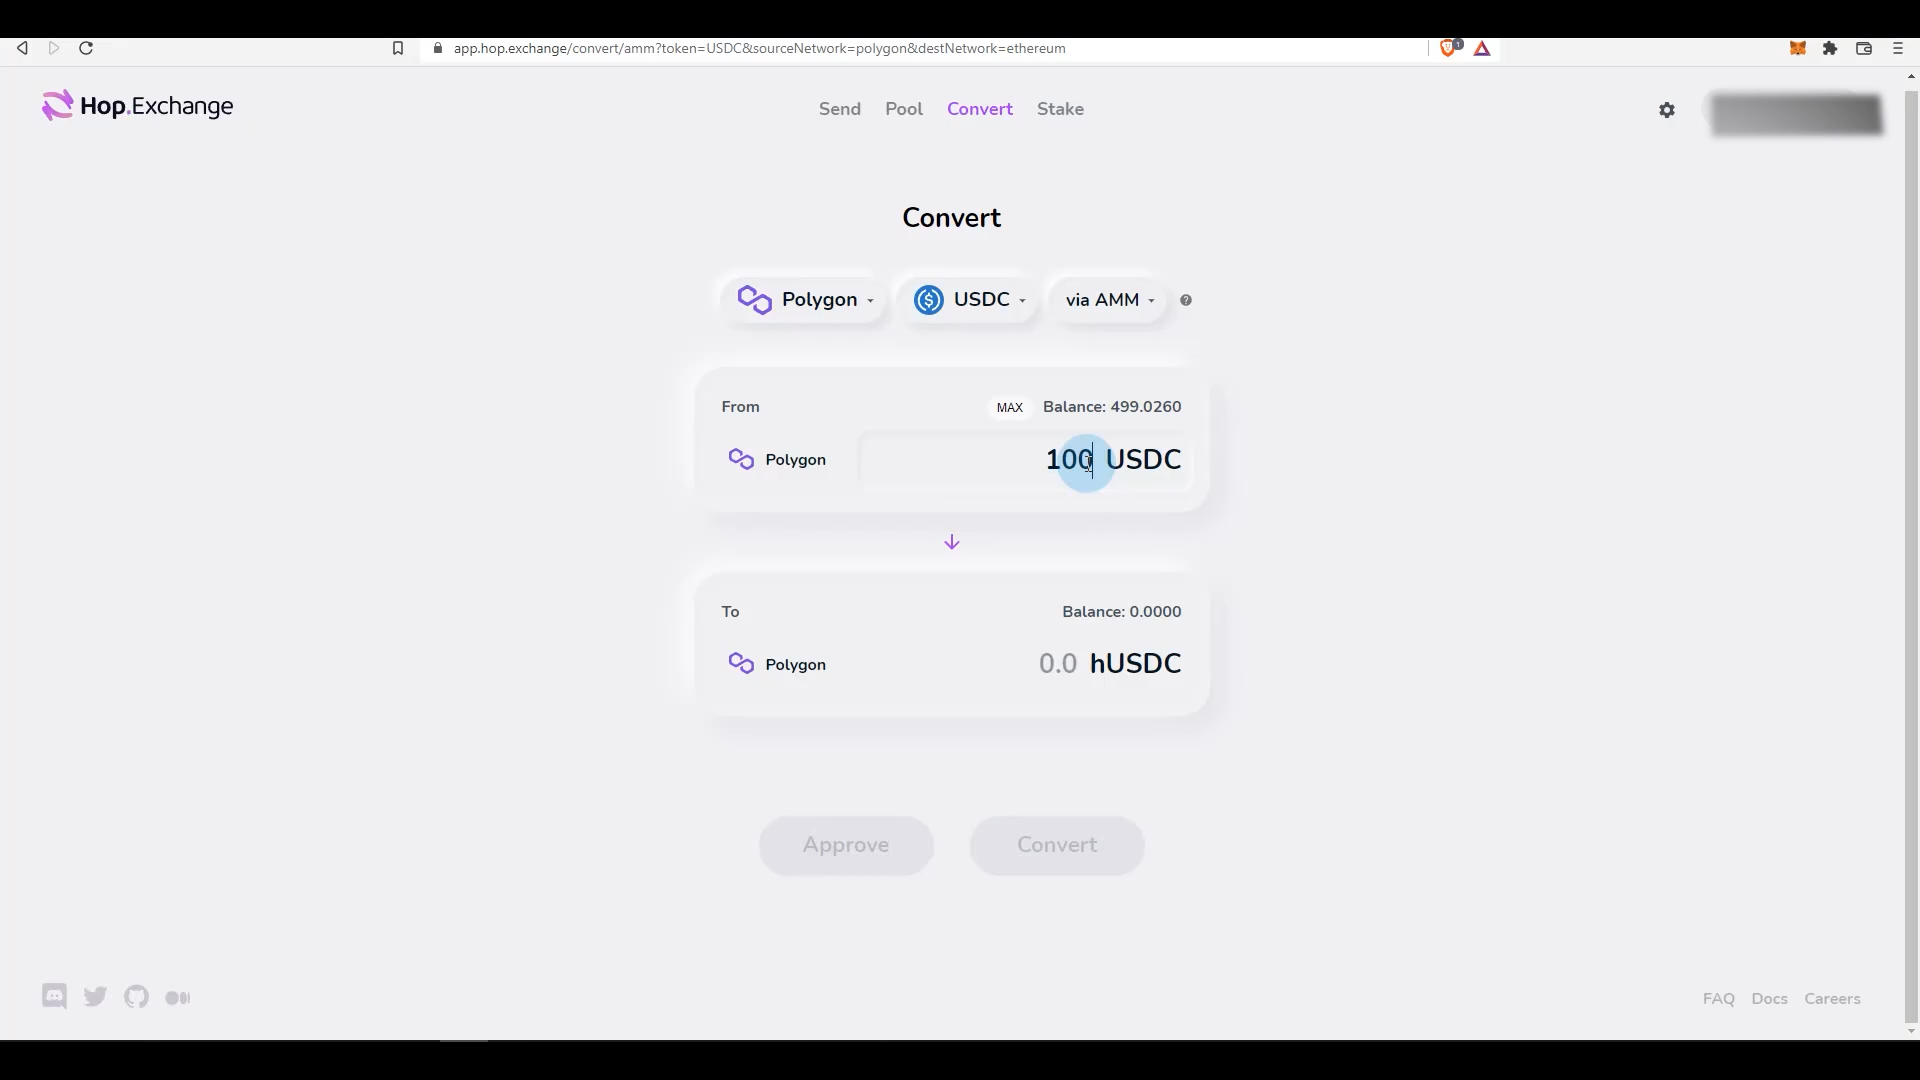 app.hop.exchange/convert/amm?token=USDC&sourceNetwork=polygon&destNetwork=ethereum
1
Hop.Exchange
Send Pool Convert Stake
Convert
Polygon USDC via AMM ?
From MAX Balance: 499.0260
Polygon 100 USDC
To Balance: 0.0000
Polygon 0.0 hUSDC
Approve Convert
FAQ Docs Careers